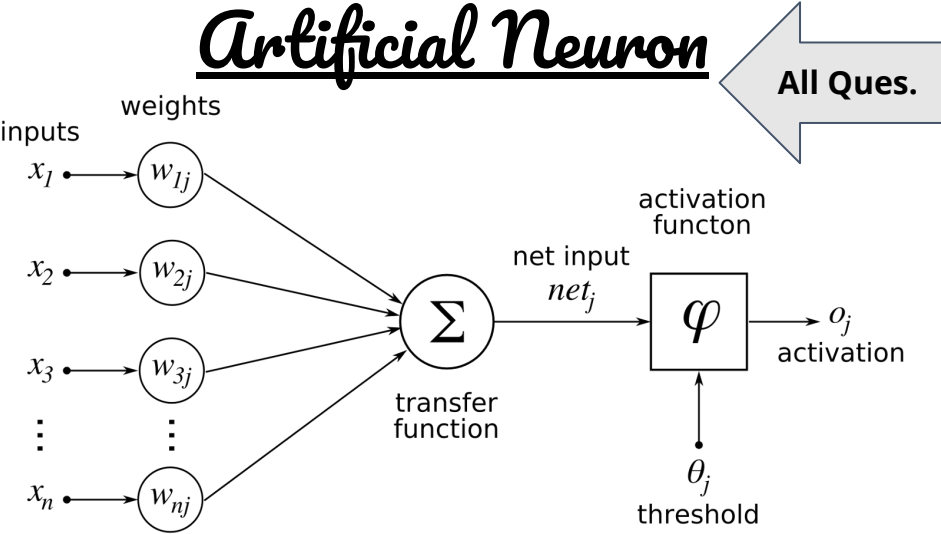 Artificial Neuron
All Ques.
weights
inputs
x1
w1j
x2
w2j
x3
w3j
⋮
⋮
xn
wnj
Σ
transfer
function
net input
netj
activation
functon
φ
oj
activation
θj
threshold